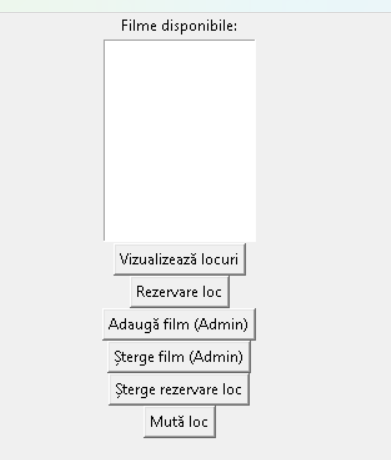 Filme disponibile:
Vizualizează locuri
Rezervare loc
Adaugă film (Admin)
Șterge film (Admin)
Șterge rezervare loc
Mută loc